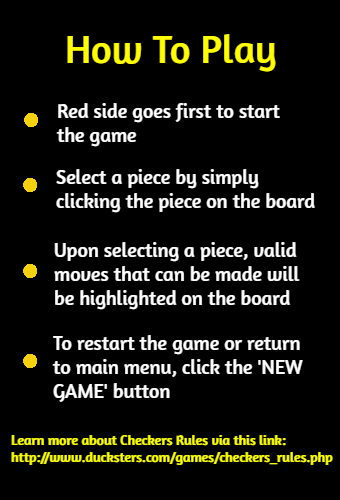 How To Play
Red side goes first to start
the game
Select a piece by simply
clicking the piece on the board
Upon selecting a piece, valid
moves that can be made will
be highlighted on the board
To restart the game or return
to main menu, click the 'NEW
GAME' button
Learn more about Checkers Rules via this link:
http://www.ducksters.com/games/checkers_rules.php